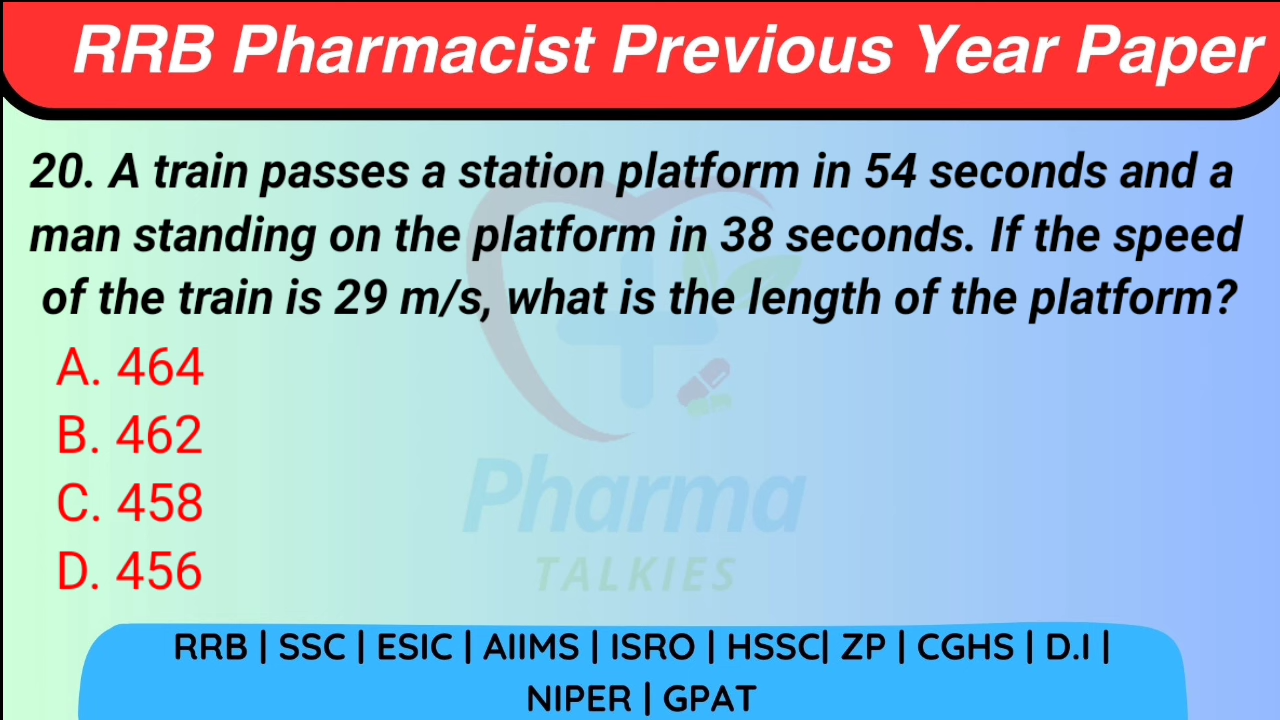 RRB Pharmacist Previous Year Paper
20. A train passes a station platform in 54 seconds and a
man standing on the platform in 38 seconds. If the speed
of the train is 29 m/s, what is the length of the platform?
A. 464
B. 462
C. 458
D. 456
Pharma
TALKIES
RRB | SSC | ESIC | AIIMS | ISRO | HSSC| ZP | CGHS | D.I |
NIPER | GPAT